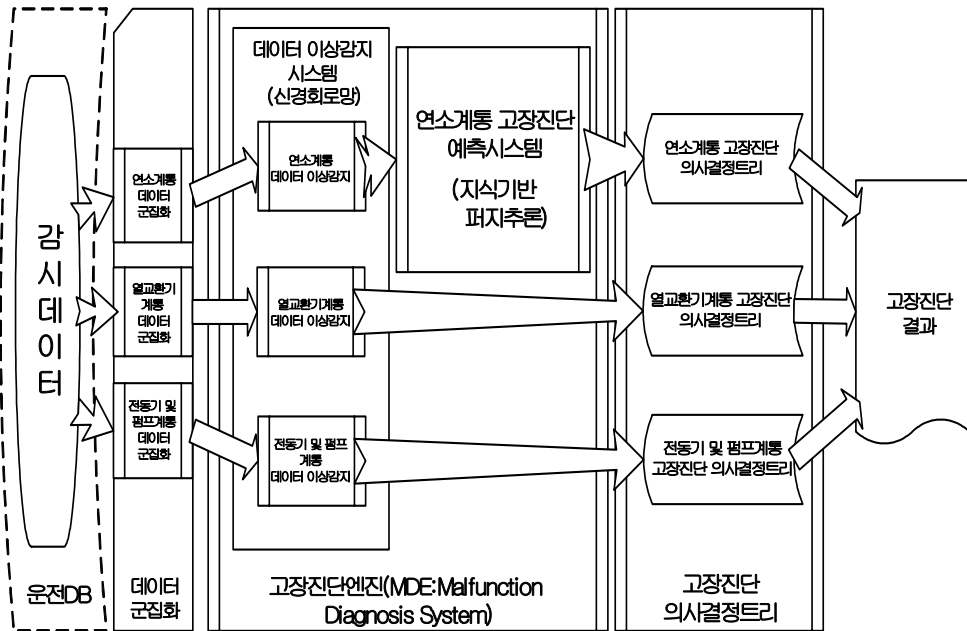 감
시
데
이
터
운전DB
연소계통
데이터
군집화
열교환기
계통
데이터
군집화
전동기 및
펌프계통
데이터
군집화
데이터
군집화
데이터 이상감지
시스템
(신경회로망)
연소계통
데이터 이상감지
열교환기계통
데이터 이상감지
전동기 및 펌프
계통
데이터 이상감지
연소계통 고장진단
예측시스템
(지식기반
퍼지추론)
고장진단엔진(MDE:Malfunction
Diagnosis System)
연소계통 고장진단
의사결정트리
열교환기계통 고장진단
의사결정트리
전동기 및 펌프계통
고장진단 의사결정트리
고장진단
의사결정트리
고장진단
결과